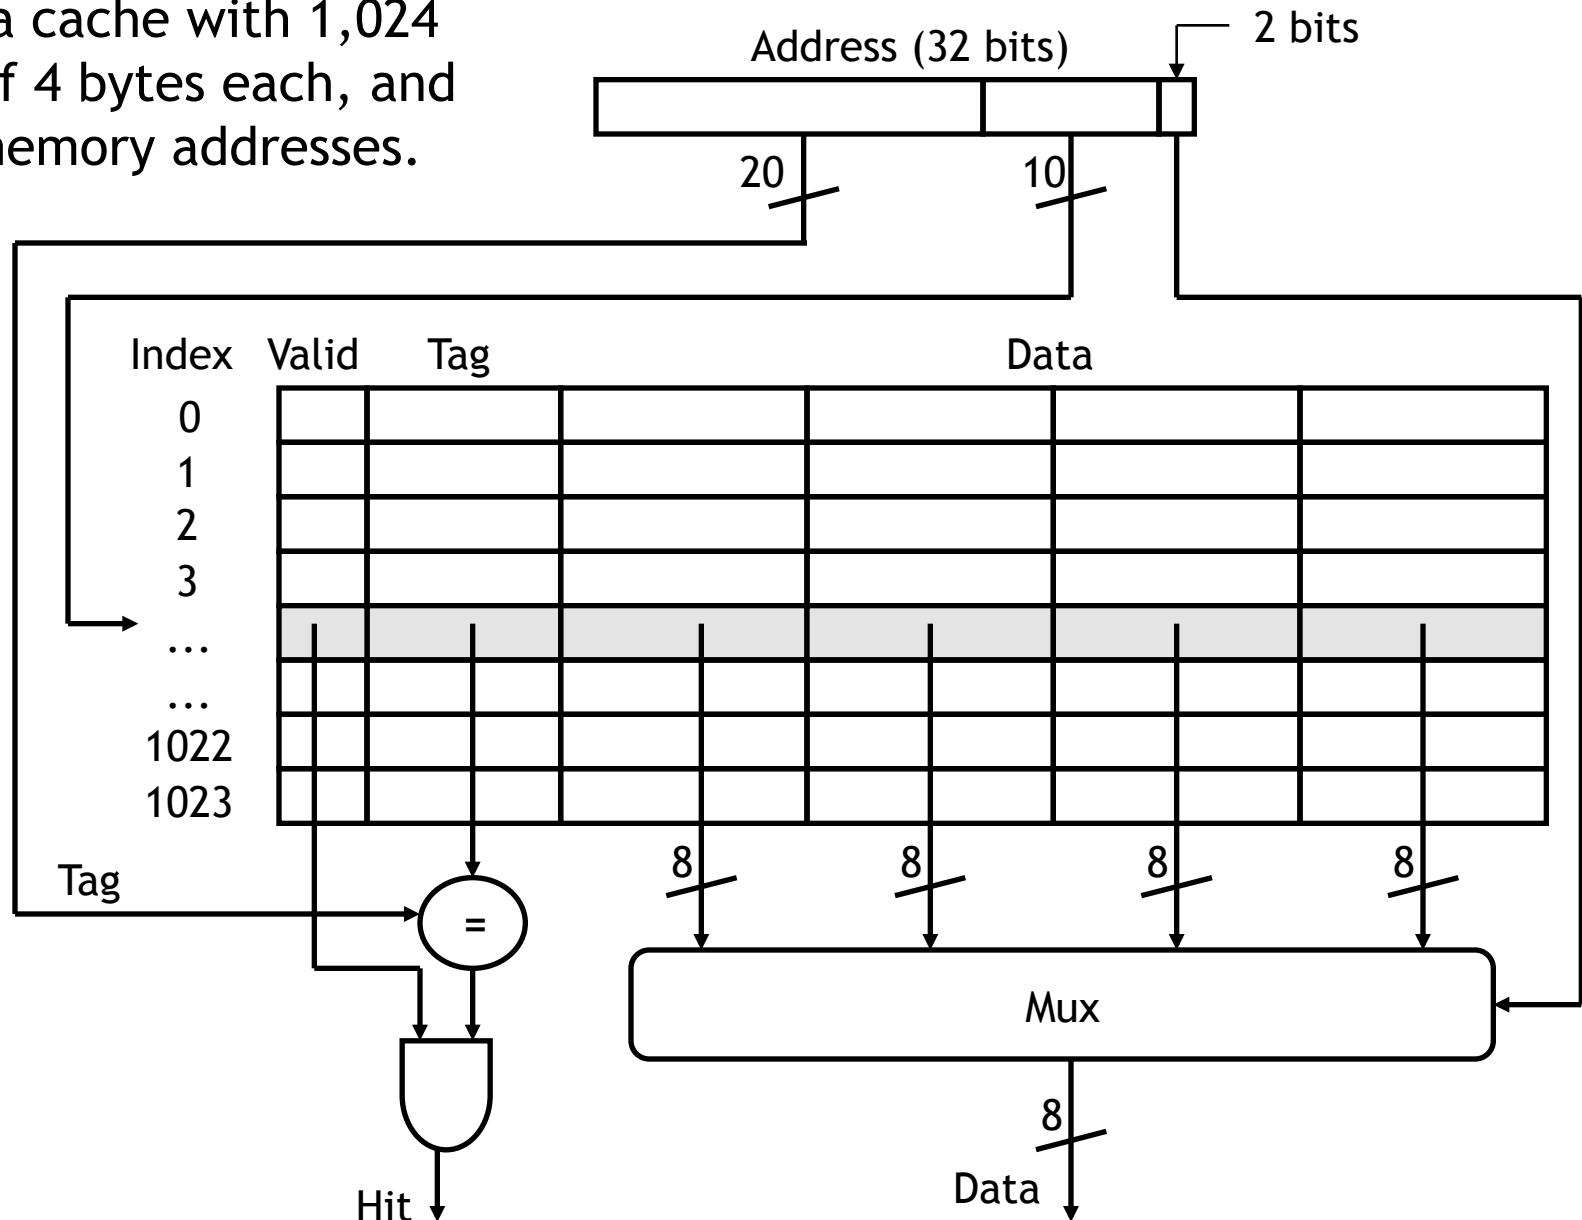 a cache with 1,024
f 4 bytes each, and
memory addresses.
Address (32 bits)
2 bits
20
10
Index Valid Tag Data
0
1
2
3
...
...
1022
1023
Tag
=
8 8 8 8
Mux
8
Hit
Data